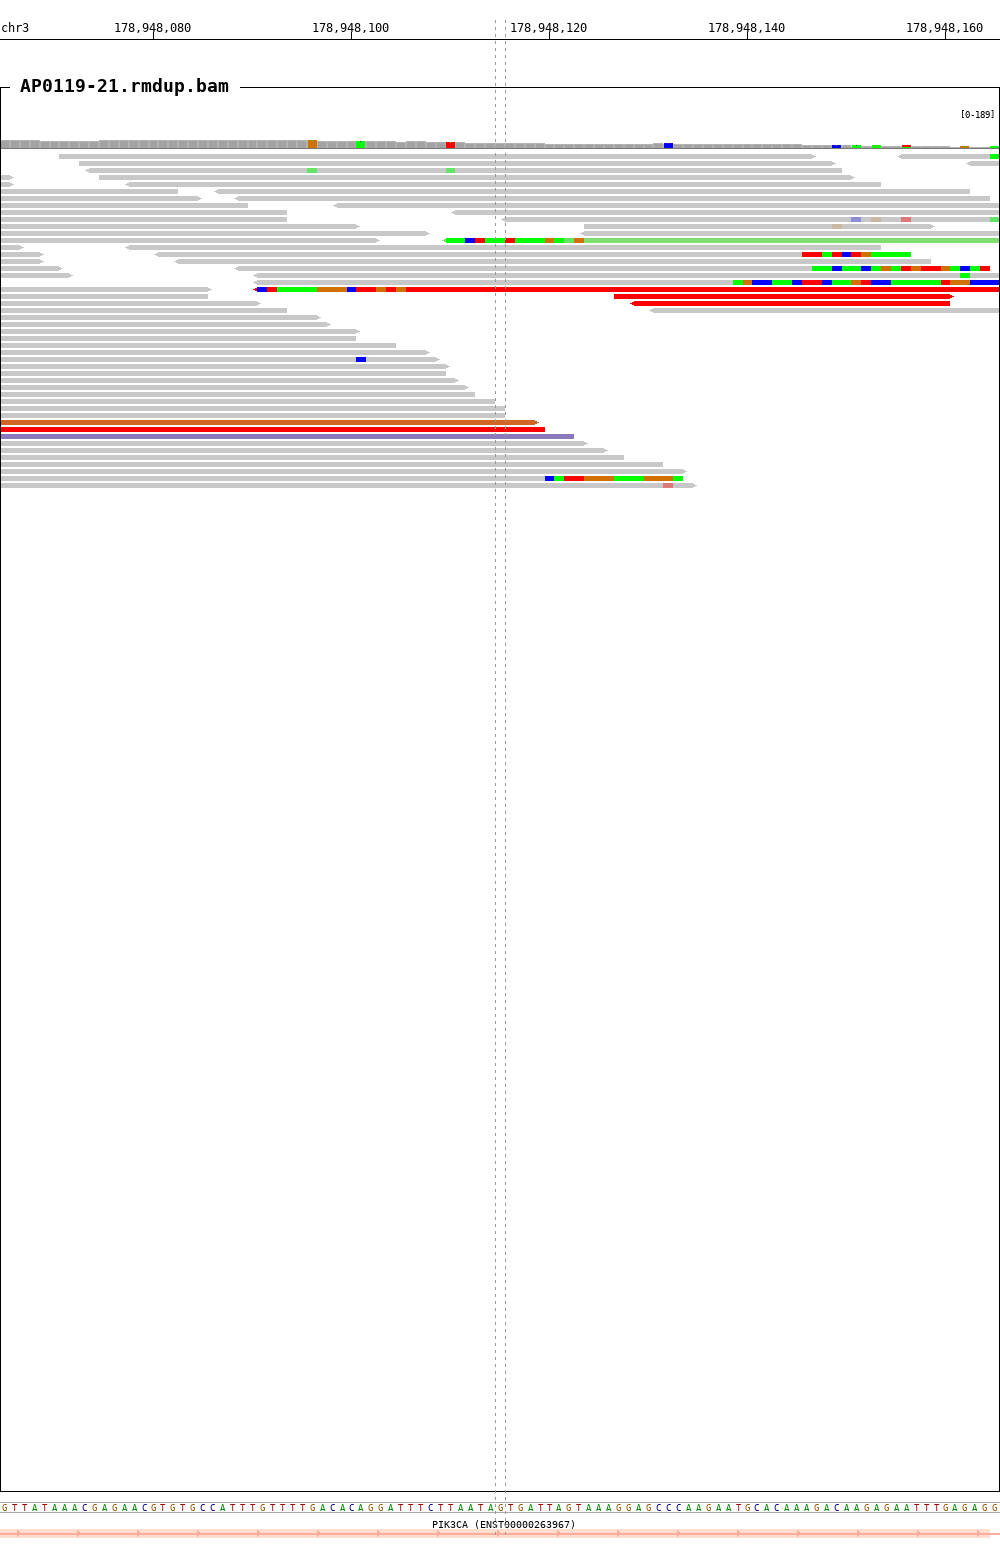 chr3 178,948,080 178,948,100 178,948,120 178,948,140 178,948,160
AP0119-21.rmdup.bam
[0-189]
GTTATAAACGAGAACGTGTGCCATTTGTTTTGACACAGGATTTCTTAATAGTGATTAGTAAAGGAGCCCAAGAATGCACAAAGACAAGAGAATTTGAGAGG
PIK3CA (ENST00000263967)